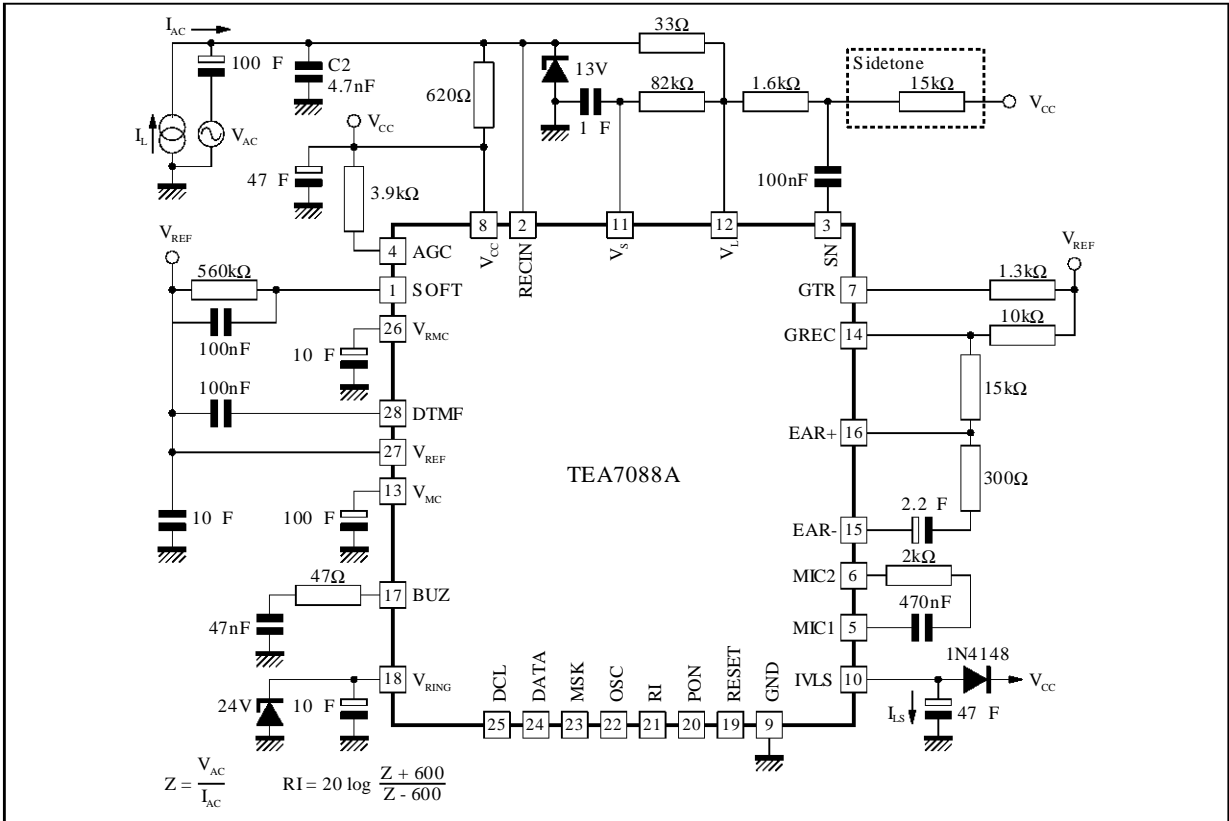 I_AC
33Ω
100 F
C2
4.7nF
620Ω
13V
1 F
82kΩ
1.6kΩ
Sidetone
15kΩ
V_CC
I_L
V_AC
V_CC
47 F
3.9kΩ
100nF
8
2
11
12
3
V_CC
RECIN
V_S
V_L
SN
V_REF
560kΩ
100nF
4 AGC
1 SOFT
10 F
26 V_RMC
100nF
28 DTMF
27 V_REF
10 F
100 F
13 V_MC
47Ω
17 BUZ
47nF
18 V_RING
24V
10 F
TEA7088A
V_REF
GTR 7
1.3kΩ
GREC 14
10kΩ
15kΩ
EAR+ 16
300Ω
2.2 F
EAR- 15
2kΩ
MIC2 6
470nF
MIC1 5
1N4148
IVLS 10
V_CC
I_LS
47 F
DCL
DATA
MSK
OSC
RI
PON
RESET
GND
25
24
23
22
21
20
19
9
Z = V_AC / I_AC
RI = 20 log Z + 600 / Z - 600